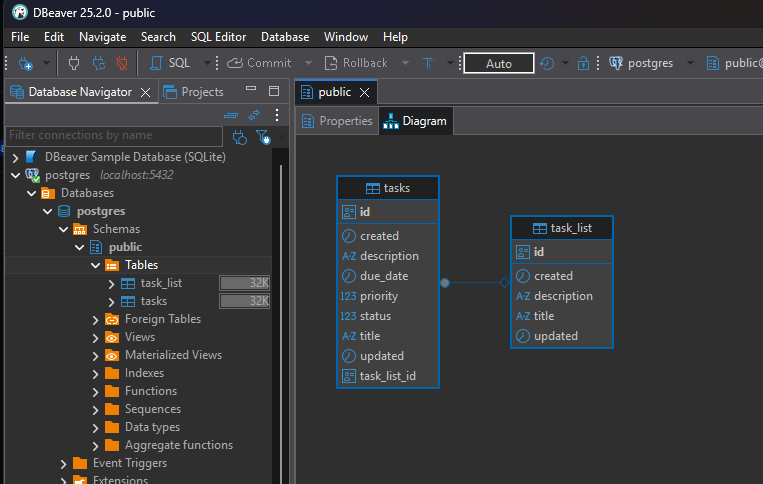 DBeaver 25.2.0 - public
File Edit Navigate Search SQL Editor Database Window Help
SQL Commit Rollback T Auto postgres public@
Database Navigator Projects
Filter connections by name
DBeaver Sample Database (SQLite)
postgres localhost:5432
Databases
postgres
Schemas
public
Tables
task_list 32K
tasks 32K
Foreign Tables
Views
Materialized Views
Indexes
Functions
Sequences
Data types
Aggregate functions
Event Triggers
Extensions
public
Properties Diagram
tasks
id
created
A-Z description
due_date
123 priority
123 status
A-Z title
updated
task_list_id
task_list
id
created
A-Z description
A-Z title
updated